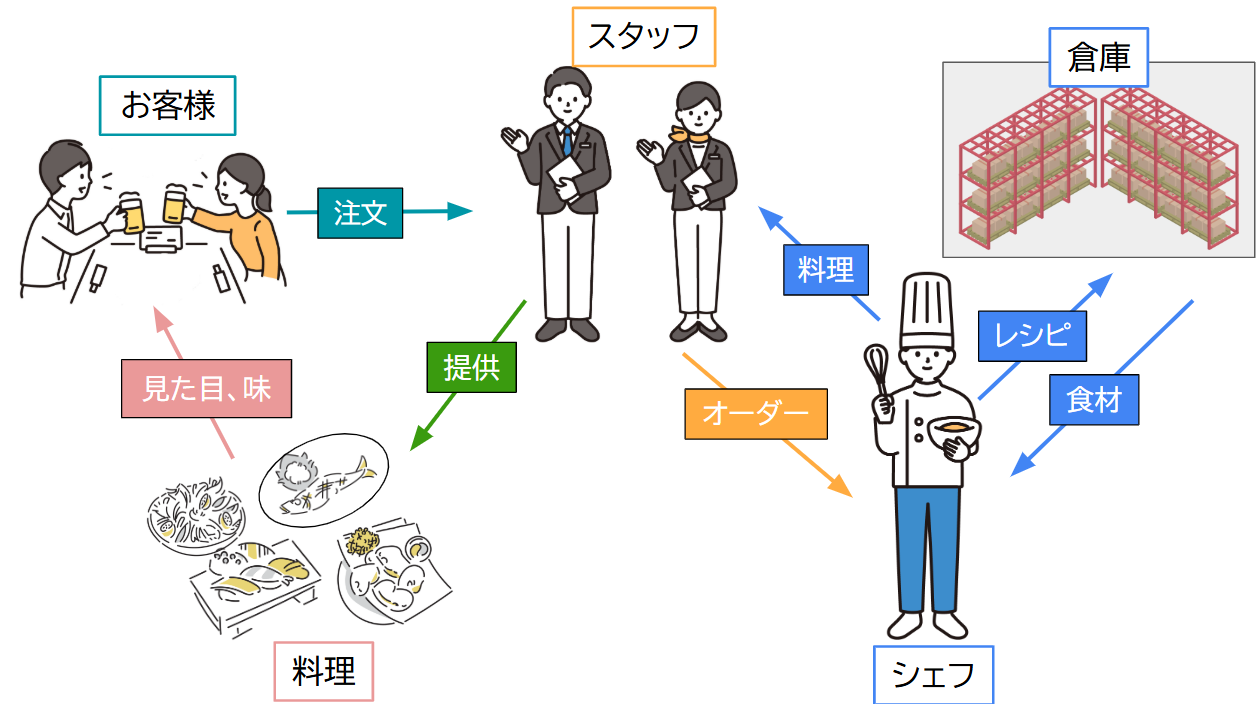 スタッフ
倉庫
お客様
注文
料理
レシピ
提供
見た目、味
オーダー
食材
料理
シェフ